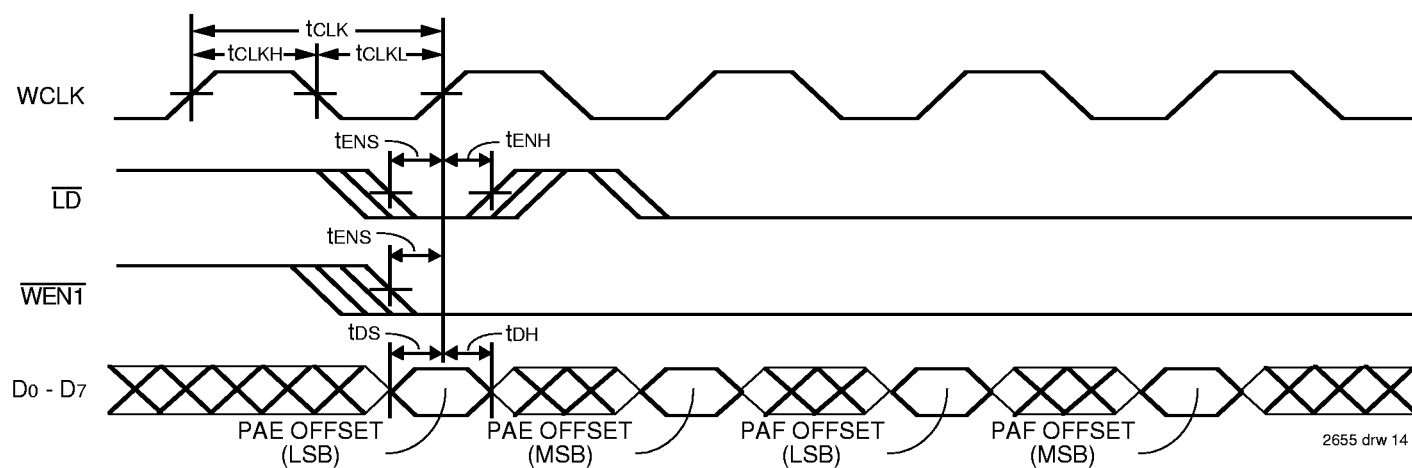 tCLK
tCLKH
tCLKL
WCLK
tENS
tENH
LD
tENS
WEN1
tDS
tDH
D0 - D7
PAE OFFSET
(LSB)
PAE OFFSET
(MSB)
PAF OFFSET
(LSB)
PAF OFFSET
(MSB)
2655 drw 14